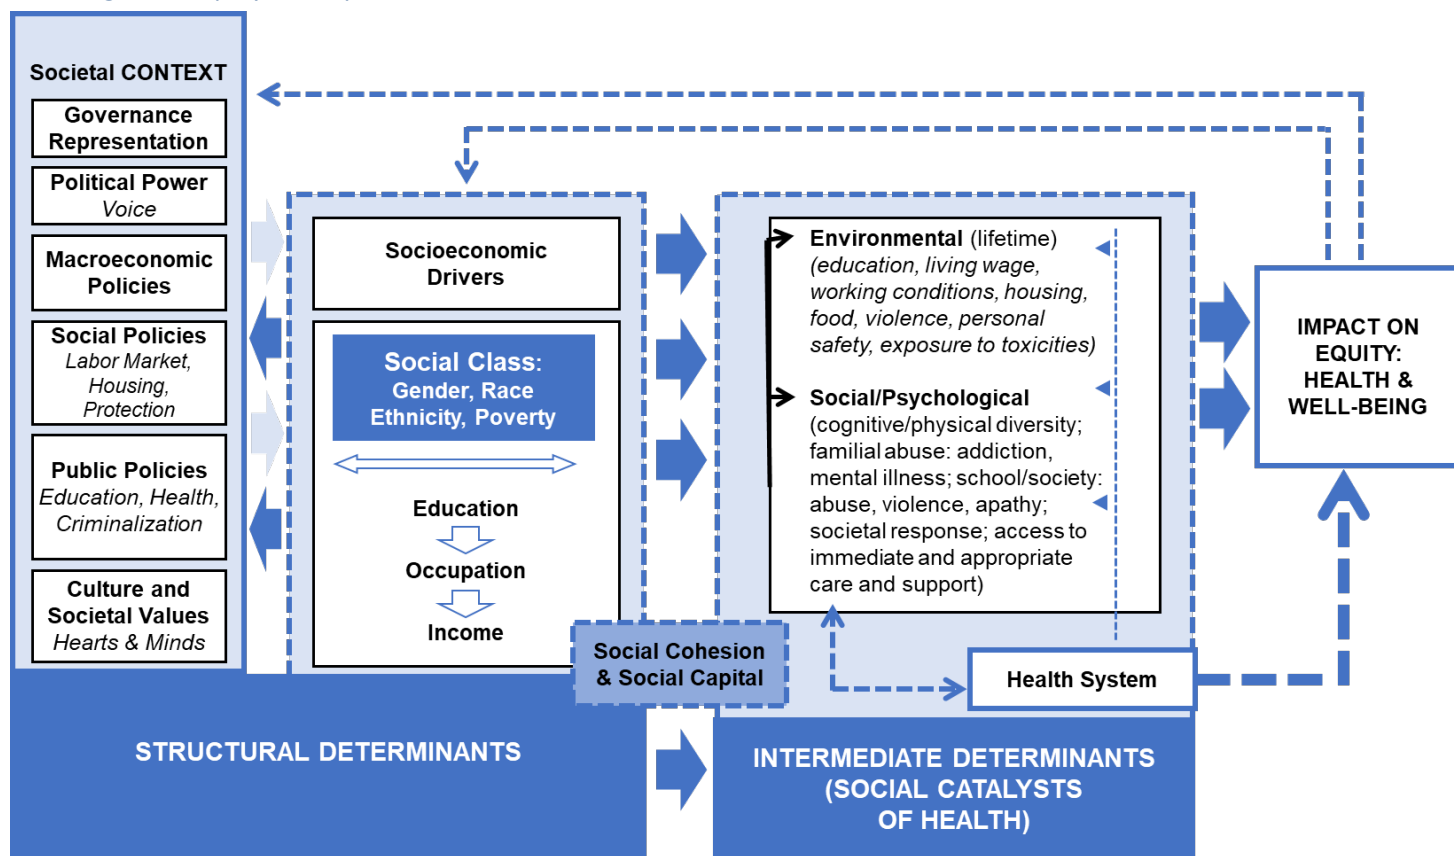 Societal CONTEXT
Governance
Representation
Political Power
Voice
Macroeconomic
Policies
Social Policies
Labor Market,
Housing,
Protection
Public Policies
Education, Health,
Criminalization
Culture and
Societal Values
Hearts & Minds
Socioeconomic
Drivers
Social Class:
Gender, Race
Ethnicity, Poverty
Education
Occupation
Income
Social Cohesion
& Social Capital
STRUCTURAL DETERMINANTS
Environmental (lifetime)
(education, living wage,
working conditions, housing,
food, violence, personal
safety, exposure to toxicities)
Social/Psychological
(cognitive/physical diversity;
familial abuse: addiction,
mental illness; school/society:
abuse, violence, apathy;
societal response; access to
immediate and appropriate
care and support)
Health System
INTERMEDIATE DETERMINANTS
(SOCIAL CATALYSTS
OF HEALTH)
IMPACT ON
EQUITY:
HEALTH &
WELL-BEING